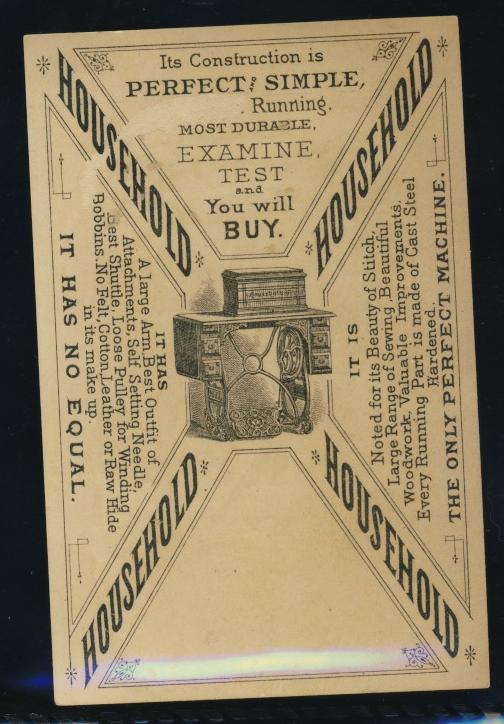 Its Construction is
PERFECT; SIMPLE,
Running,
MOST DURABLE,
EXAMINE,
TEST
and
You will
BUY.
HOUSEHOLD
HOUSEHOLD
IT HAS
A large Arm, Best Outfit of
Attachments, Self Setting Needle,
Best Shuttle, Loose Pulley for Winding
Bobbins. No Felt, Cotton, Leather or Raw Hide
in its make up.
IT HAS NO EQUAL.
IT IS
Noted for its Beauty of Stitch,
Large Range of Sewing, Beautiful
Woodwork, Valuable Improvements.
Every Running Part is made of Cast Steel
Hardened.
THE ONLY PERFECT MACHINE.
Household
HOUSEHOLD
HOUSEHOLD